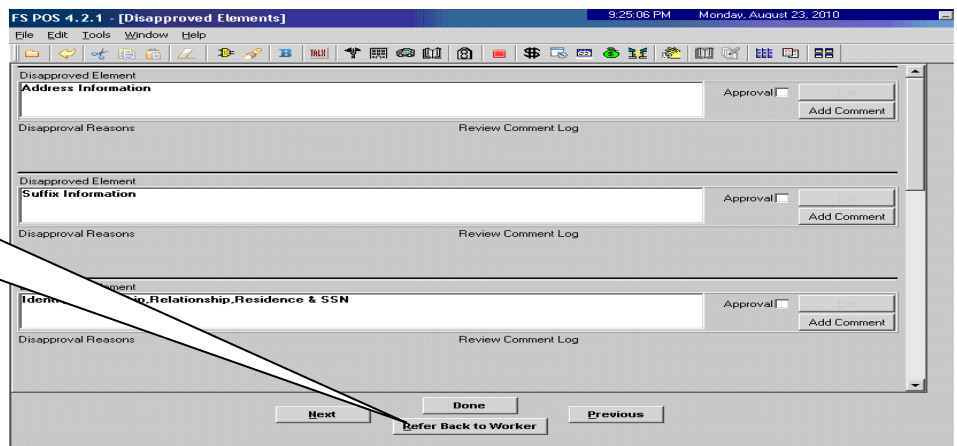 FS POS 4.2.1 - [Disapproved Elements] 9:25:06 PM Monday, August 23, 2010
File Edit Tools Window Help
B TALK
Disapproved Element
Address Information
Approval
Add Comment
Disapproval Reasons Review Comment Log
Disapproved Element
Suffix Information
Approval
Add Comment
Disapproval Reasons Review Comment Log
Element
Relationship,Residence & SSN
Approval
Add Comment
Disapproval Reasons Review Comment Log
Next Done Previous
Refer Back to Worker